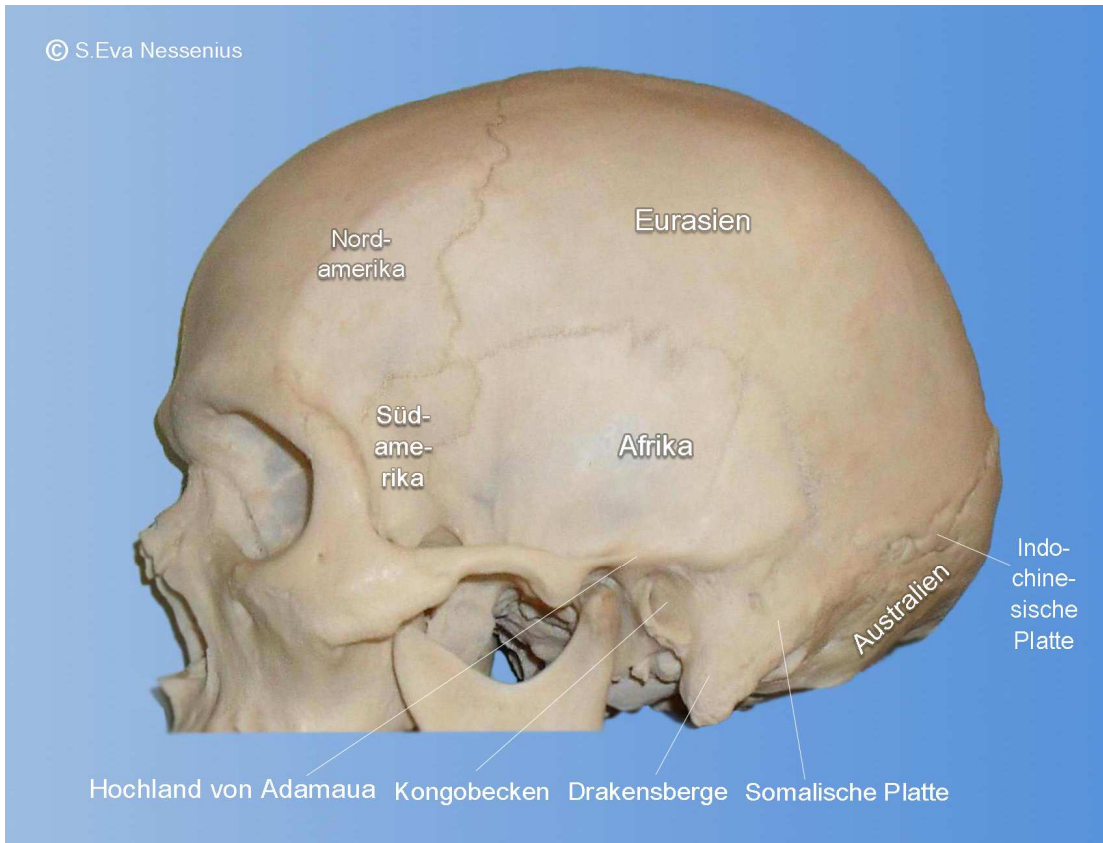 © S.Eva Nessenius
Eurasien
Nord-
amerika
Süd-
ame-
rika
Afrika
Indo-
chine-
sische
Platte
Australien
Hochland von Adamaua
Kongobecken
Drakensberge
Somalische Platte